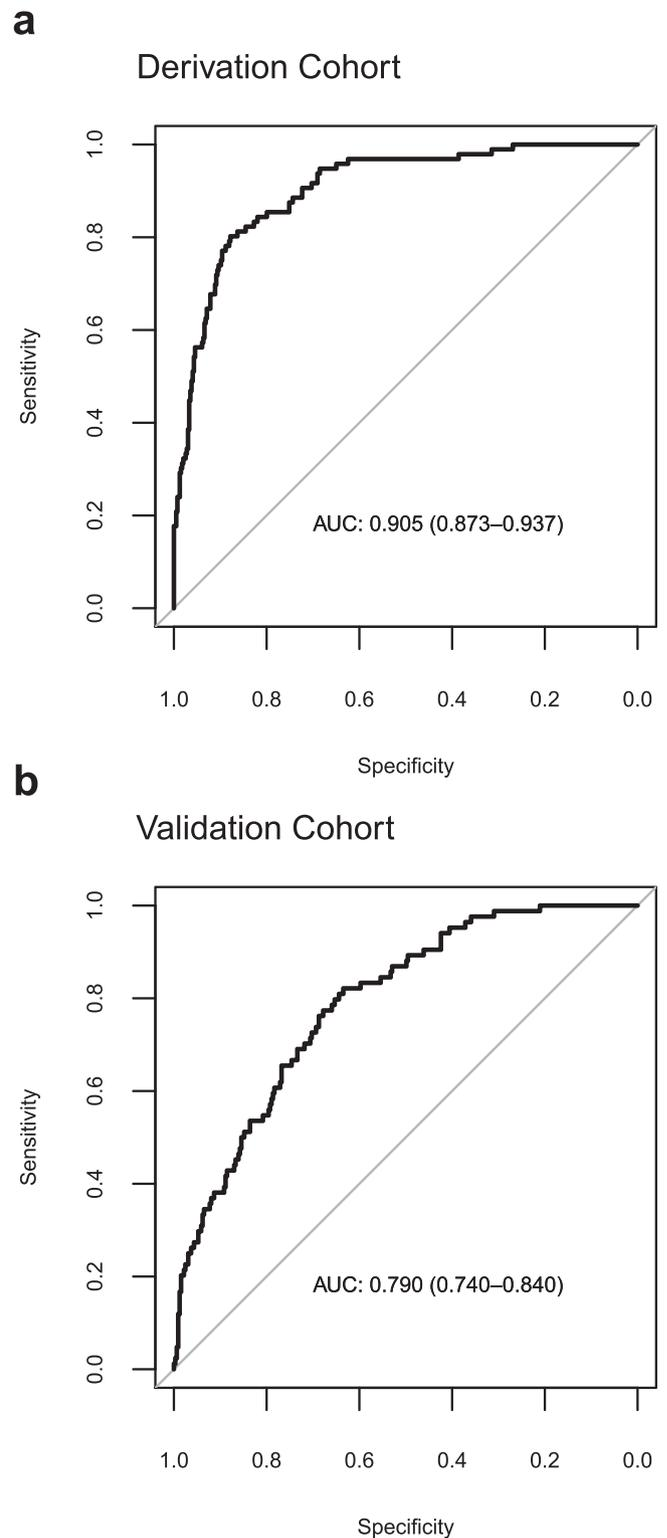 a
Derivation Cohort
1.0
0.8
0.6
0.4
0.2
0.0
Sensitivity
AUC: 0.905 (0.873–0.937)
1.0 0.8 0.6 0.4 0.2 0.0
Specificity
b
Validation Cohort
1.0
0.8
0.6
0.4
0.2
0.0
Sensitivity
AUC: 0.790 (0.740–0.840)
1.0 0.8 0.6 0.4 0.2 0.0
Specificity